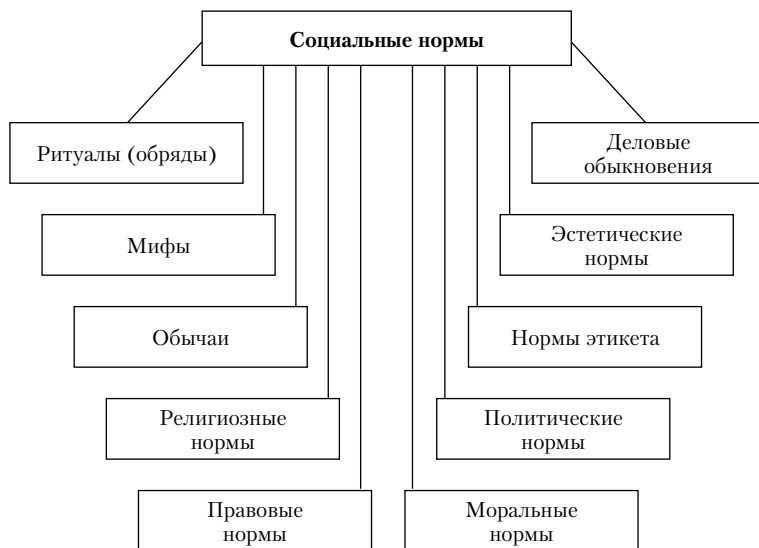 Социальные нормы
Ритуалы (обряды)
Деловые
обыкновения
Мифы
Эстетические
нормы
Обычаи
Нормы этикета
Религиозные
нормы
Политические
нормы
Правовые
нормы
Моральные
нормы